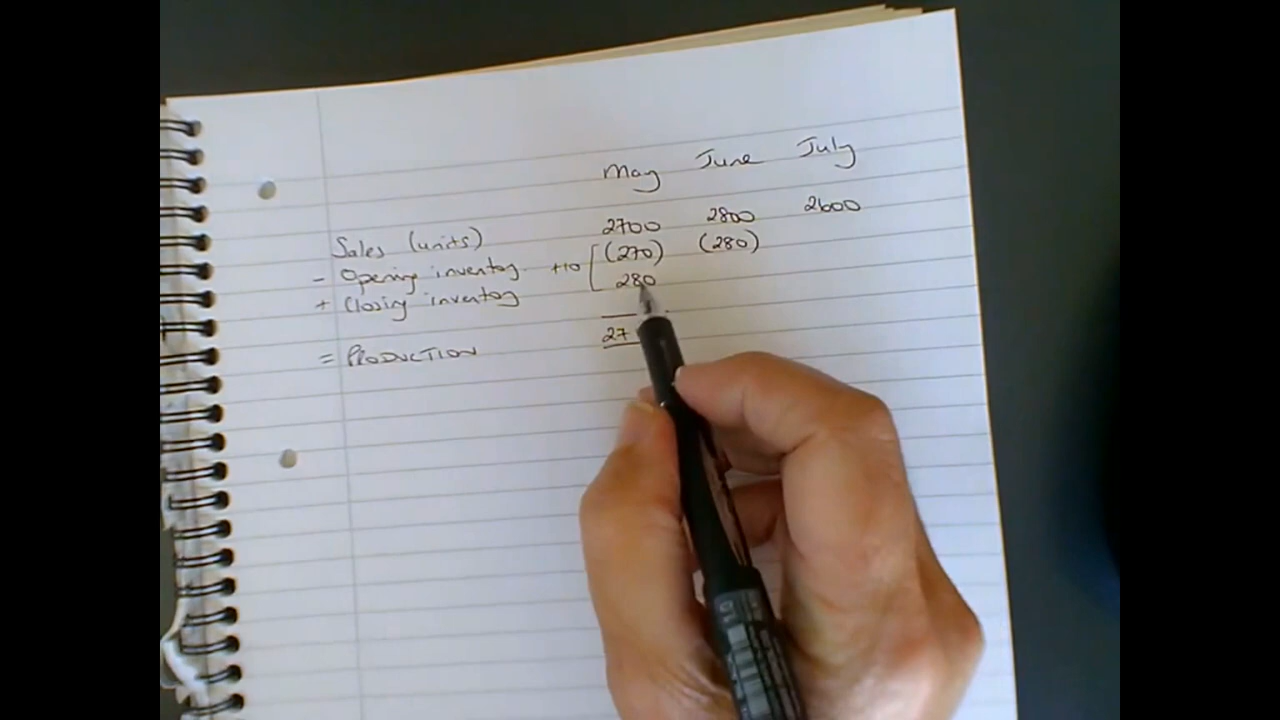 May June July
Sales (units) 2700 2800 2600
- Opening inventory +10 (270) (280)
+ Closing inventory 280
= PRODUCTION 27